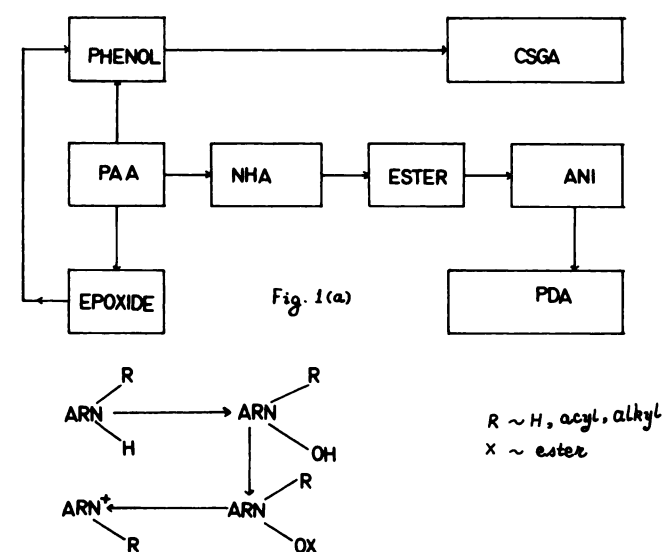 PHENOL CSGA
PAA NHA ESTER ANI
EPOXIDE Fig. 1(a) PDA
R R
ARN ARN
H OH
R ~ H, acyl, alkyl
X ~ ester
R
ARN+ ARN
R OX